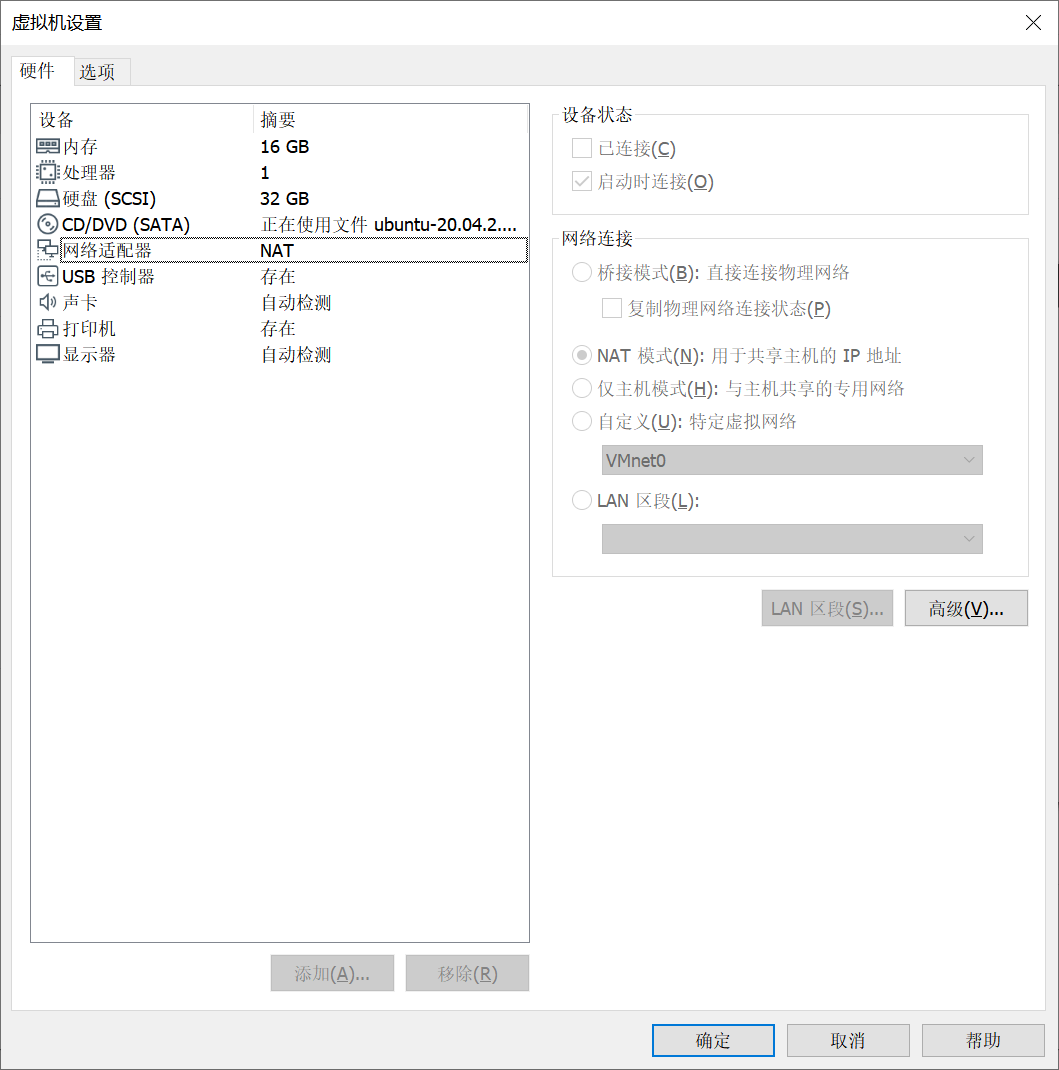 虚拟机设置
硬件 选项
设备 摘要
内存 16 GB
处理器 1
硬盘 (SCSI) 32 GB
CD/DVD (SATA) 正在使用文件 ubuntu-20.04.2....
网络适配器 NAT
USB 控制器 存在
声卡 自动检测
打印机 存在
显示器 自动检测
添加(A)... 移除(R)
设备状态
已连接(C)
启动时连接(O)
网络连接
桥接模式(B): 直接连接物理网络
复制物理网络连接状态(P)
NAT 模式(N): 用于共享主机的 IP 地址
仅主机模式(H): 与主机共享的专用网络
自定义(U): 特定虚拟网络
VMnet0
LAN 区段(L):
LAN 区段(S)... 高级(V)...
确定 取消 帮助